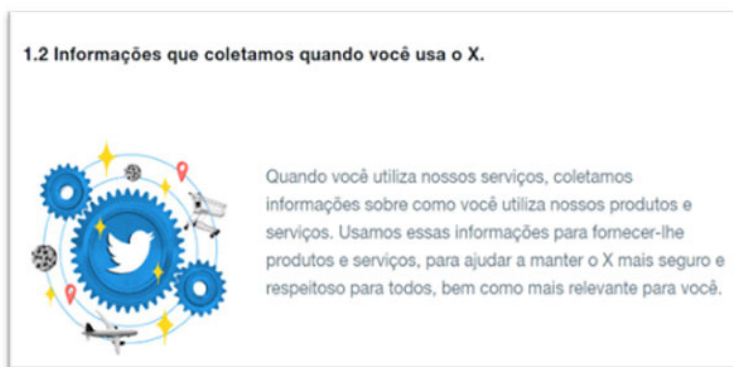 1.2 Informações que coletamos quando você usa o X.
Quando você utiliza nossos serviços, coletamos
informações sobre como você utiliza nossos produtos e
serviços. Usamos essas informações para fornecer-lhe
produtos e serviços, para ajudar a manter o X mais seguro e
respeitoso para todos, bem como mais relevante para você.